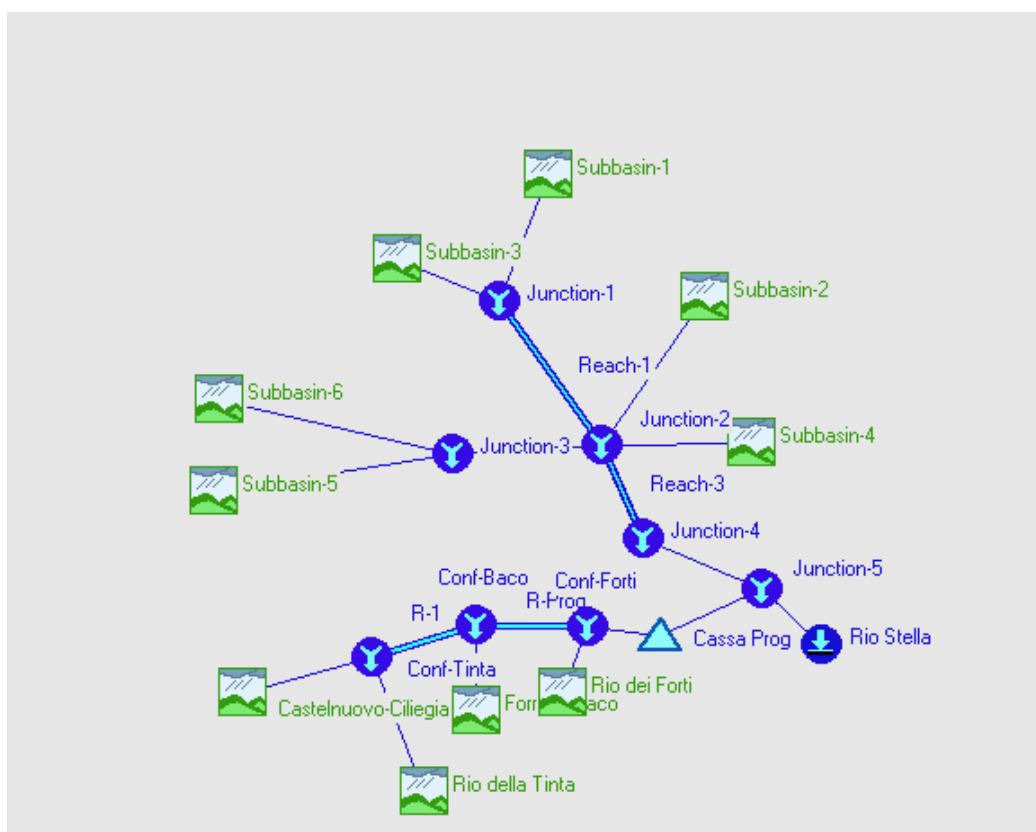 Subbasin-1
Subbasin-3
Subbasin-2
Junction-1
Reach-1
Subbasin-6
Junction-2
Subbasin-4
Junction-3
Subbasin-5
Reach-3
Junction-4
Junction-5
Conf-Baco
Conf-Forti
R-1
R-Prog
Cassa Prog
Rio Stella
Conf-Tinta
Rio dei Forti
Castelnuovo-Ciliegia
Rio della Tinta